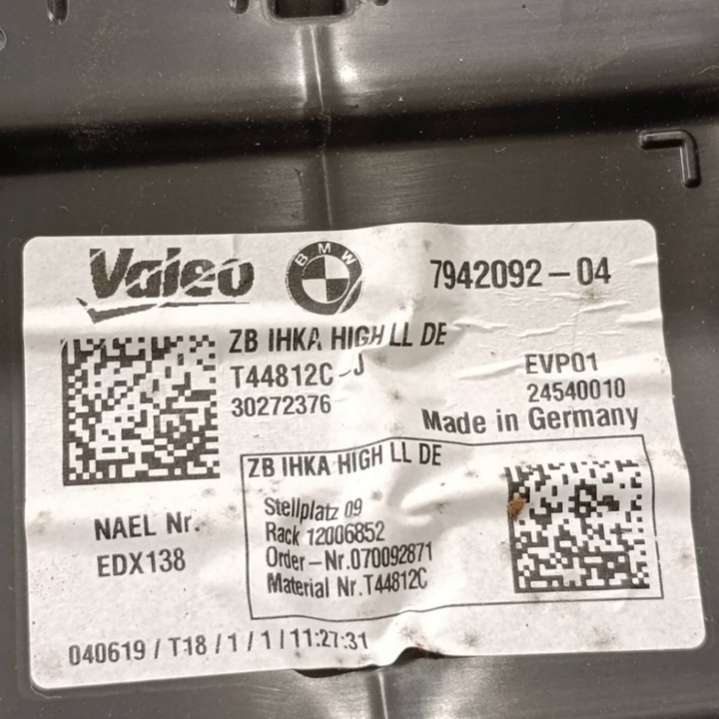 Valeo BMW 7942092-04
ZB IHKA HIGH LL DE
T44812C-J EVP01
30272376 24540010
Made in Germany
ZB IHKA HIGH LL DE
Stellplatz 09
Rack 12006852
Order-Nr.070092871
Material Nr.T44812C
NAEL Nr.
EDX138
040619/T18/1/1/11:27:31